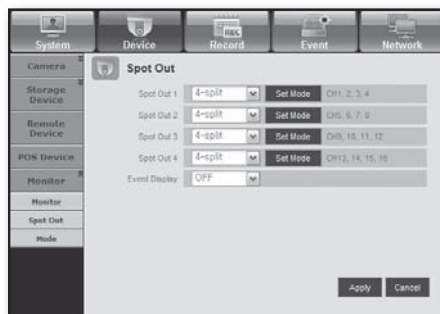 System Device Record Event Network
REC
Camera
Storage
Device
Remote
Device
POS Device
Monitor
Monitor
Spot Out
Mode
Spot Out
Spot Out 1 4-split Set Mode CH1, 2, 3, 4
Spot Out 2 4-split Set Mode CH5, 6, 7, 8
Spot Out 3 4-split Set Mode CH9, 10, 11, 12
Spot Out 4 4-split Set Mode CH13, 14, 15, 16
Event Display OFF
Apply Cancel